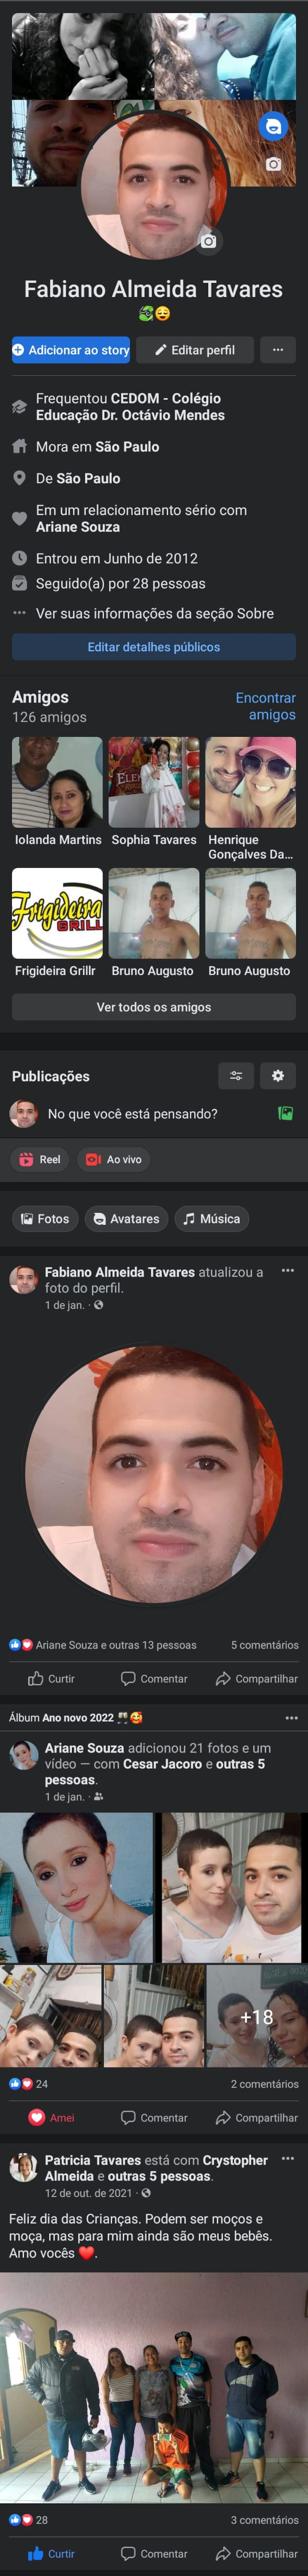 Fabiano Almeida Tavares
Adicionar ao story
Editar perfil
Frequentou CEDOM - Colégio
Educação Dr. Octávio Mendes
Mora em São Paulo
De São Paulo
Em um relacionamento sério com
Ariane Souza
Entrou em Junho de 2012
Seguido(a) por 28 pessoas
Ver suas informações da seção Sobre
Editar detalhes públicos
Amigos
Encontrar
amigos
126 amigos
Frigideira
GRILL
Iolanda Martins
Sophia Tavares
Henrique
Gonçalves Da...
Frigideira Grillr
Bruno Augusto
Bruno Augusto
Ver todos os amigos
Publicações
No que você está pensando?
Reel
Ao vivo
Fotos
Avatares
Música
Fabiano Almeida Tavares atualizou a
foto do perfil.
1 de jan. ·
Ariane Souza e outras 13 pessoas
5 comentários
Curtir
Comentar
Compartilhar
Álbum Ano novo 2022
Ariane Souza adicionou 21 fotos e um
vídeo — com Cesar Jacoro e outras 5
pessoas.
1 de jan. ·
+18
24
2 comentários
Amei
Comentar
Compartilhar
Patricia Tavares está com Crystopher
Almeida e outras 5 pessoas.
12 de out. de 2021 ·
Feliz dia das Crianças. Podem ser moços e
moça, mas para mim ainda são meus bebês.
Amo vocês ❤️.
28
3 comentários
Curtir
Comentar
Compartilhar